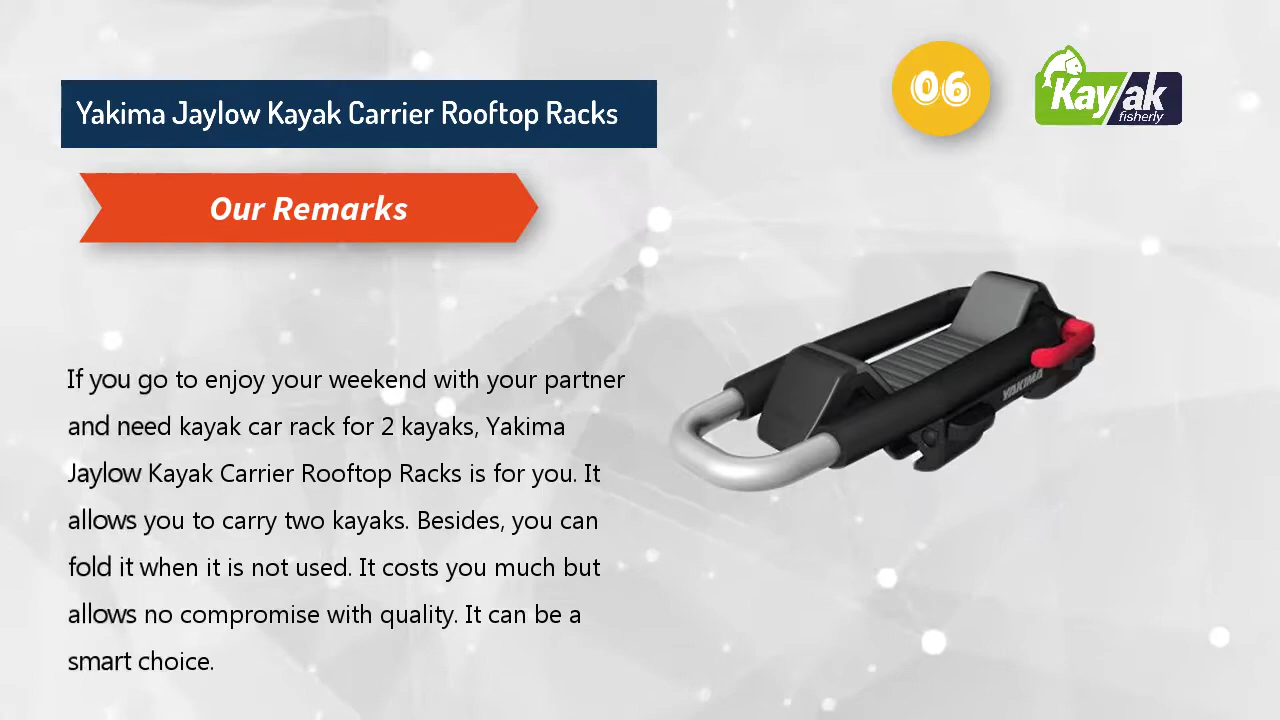 Yakima Jaylow Kayak Carrier Rooftop Racks
06
Kayak
fisherly
Our Remarks
If you go to enjoy your weekend with your partner
and need kayak car rack for 2 kayaks, Yakima
Jaylow Kayak Carrier Rooftop Racks is for you. It
allows you to carry two kayaks. Besides, you can
fold it when it is not used. It costs you much but
allows no compromise with quality. It can be a
smart choice.
YAKIMA